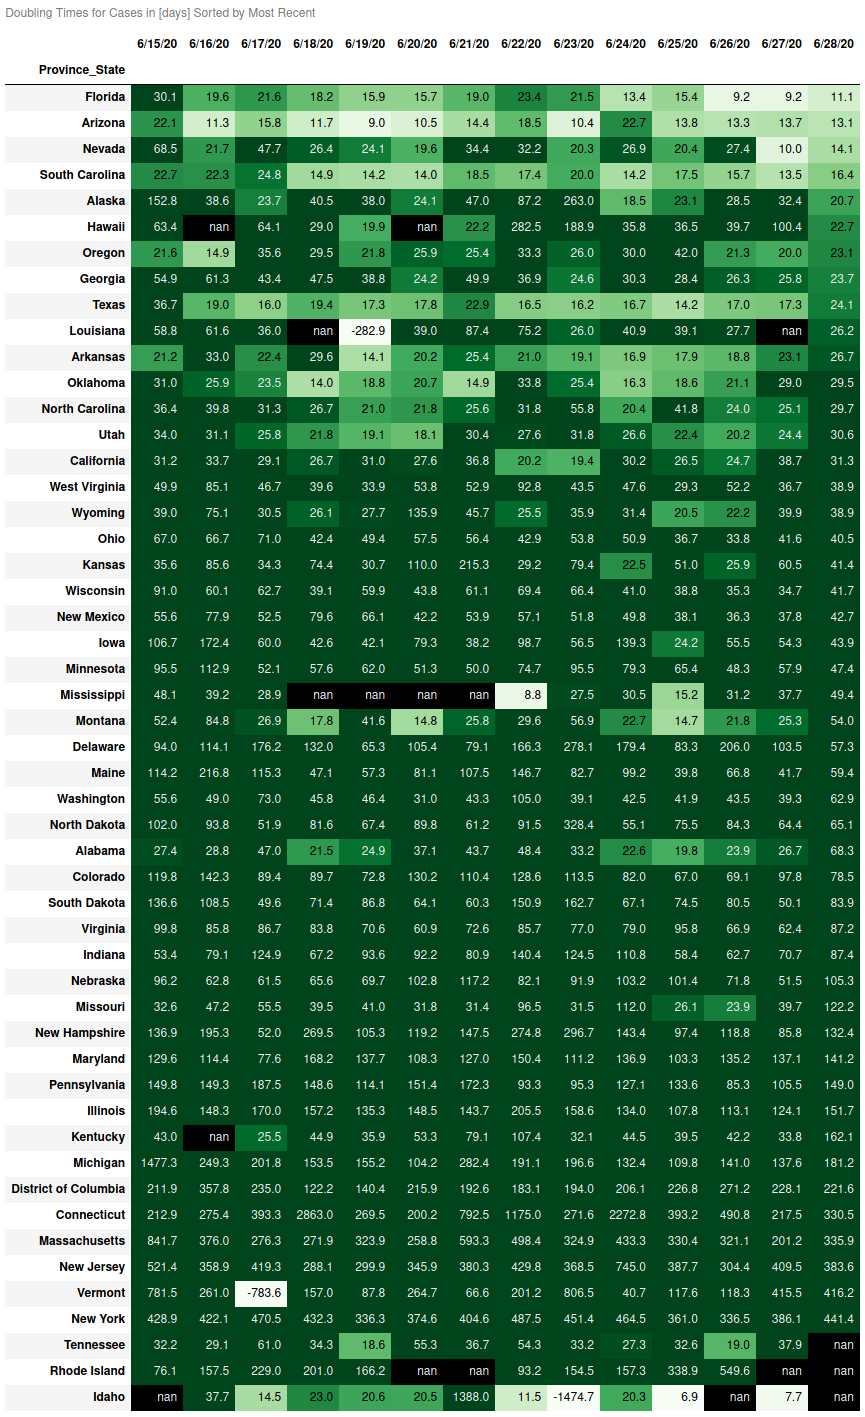 Doubling Times for Cases in [days] Sorted by Most Recent
6/15/20 6/16/20 6/17/20 6/18/20 6/19/20 6/20/20 6/21/20 6/22/20 6/23/20 6/24/20 6/25/20 6/26/20 6/27/20 6/28/20
Province_State
Florida 30.1 19.6 21.6 18.2 15.9 15.7 19.0 23.4 21.5 13.4 15.4 9.2 9.2 11.1
Arizona 22.1 11.3 15.8 11.7 9.0 10.5 14.4 18.5 10.4 22.7 13.8 13.3 13.7 13.1
Nevada 68.5 21.7 47.7 26.4 24.1 19.6 34.4 32.2 20.3 26.9 20.4 27.4 10.0 14.1
South Carolina 22.7 22.3 24.8 14.9 14.2 14.0 18.5 17.4 20.0 14.2 17.5 15.7 13.5 16.4
Alaska 152.8 38.6 23.7 40.5 38.0 24.1 47.0 87.2 263.0 18.5 23.1 28.5 32.4 20.7
Hawaii 63.4 nan 64.1 29.0 19.9 nan 22.2 282.5 188.9 35.8 36.5 39.7 100.4 22.7
Oregon 21.6 14.9 35.6 29.5 21.8 25.9 25.4 33.3 26.0 30.0 42.0 21.3 20.0 23.1
Georgia 54.9 61.3 43.4 47.5 38.8 24.2 49.9 36.9 24.6 30.3 28.4 26.3 25.8 23.7
Texas 36.7 19.0 16.0 19.4 17.3 17.8 22.9 16.5 16.2 16.7 14.2 17.0 17.3 24.1
Louisiana 58.8 61.6 36.0 nan -282.9 39.0 87.4 75.2 26.0 40.9 39.1 27.7 nan 26.2
Arkansas 21.2 33.0 22.4 29.6 14.1 20.2 25.4 21.0 19.1 16.9 17.9 18.8 23.1 26.7
Oklahoma 31.0 25.9 23.5 14.0 18.8 20.7 14.9 33.8 25.4 16.3 18.6 21.1 29.0 29.5
North Carolina 36.4 39.8 31.3 26.7 21.0 21.8 25.6 31.8 55.8 20.4 41.8 24.0 25.1 29.7
Utah 34.0 31.1 25.8 21.8 19.1 18.1 30.4 27.6 31.8 26.6 22.4 20.2 24.4 30.6
California 31.2 33.7 29.1 26.7 31.0 27.6 36.8 20.2 19.4 30.2 26.5 24.7 38.7 31.3
West Virginia 49.9 85.1 46.7 39.6 33.9 53.8 52.9 92.8 43.5 47.6 29.3 52.2 36.7 38.9
Wyoming 39.0 75.1 30.5 26.1 27.7 135.9 45.7 25.5 35.9 31.4 20.5 22.2 39.9 38.9
Ohio 67.0 66.7 71.0 42.4 49.4 57.5 56.4 42.9 53.8 50.9 36.7 33.8 41.6 40.5
Kansas 35.6 85.6 34.3 74.4 30.7 110.0 215.3 29.2 79.4 22.5 51.0 25.9 60.5 41.4
Wisconsin 91.0 60.1 62.7 39.1 59.9 43.8 61.1 69.4 66.4 41.0 38.8 35.3 34.7 41.7
New Mexico 55.6 77.9 52.5 79.6 66.1 42.2 53.9 57.1 51.8 49.8 38.1 36.3 37.8 42.7
Iowa 106.7 172.4 60.0 42.6 42.1 79.3 38.2 98.7 56.5 139.3 24.2 55.5 54.3 43.9
Minnesota 95.5 112.9 52.1 57.6 62.0 51.3 50.0 74.7 95.5 79.3 65.4 48.3 57.9 47.4
Mississippi 48.1 39.2 28.9 nan nan nan nan 8.8 27.5 30.5 15.2 31.2 37.7 49.4
Montana 52.4 84.8 26.9 17.8 41.6 14.8 25.8 29.6 56.9 22.7 14.7 21.8 25.3 54.0
Delaware 94.0 114.1 176.2 132.0 65.3 105.4 79.1 166.3 278.1 179.4 83.3 206.0 103.5 57.3
Maine 114.2 216.8 115.3 47.1 57.3 81.1 107.5 146.7 82.7 99.2 39.8 66.8 41.7 59.4
Washington 55.6 49.0 73.0 45.8 46.4 31.0 43.3 105.0 39.1 42.5 41.9 43.5 39.3 62.9
North Dakota 102.0 93.8 51.9 81.6 67.4 89.8 61.2 91.5 328.4 55.1 75.5 84.3 64.4 65.1
Alabama 27.4 28.8 47.0 21.5 24.9 37.1 43.7 48.4 33.2 22.6 19.8 23.9 26.7 68.3
Colorado 119.8 142.3 89.4 89.7 72.8 130.2 110.4 128.6 113.5 82.0 67.0 69.1 97.8 78.5
South Dakota 136.6 108.5 49.6 71.4 86.8 64.1 60.3 150.9 162.7 67.1 74.5 80.5 50.1 83.9
Virginia 99.8 85.8 86.7 83.8 70.6 60.9 72.6 85.7 77.0 79.0 95.8 66.9 62.4 87.2
Indiana 53.4 79.1 124.9 67.2 93.6 92.2 80.9 140.4 124.5 110.8 58.4 62.7 70.7 87.4
Nebraska 96.2 62.8 61.5 65.6 69.7 102.8 117.2 82.1 91.9 103.2 101.4 71.8 51.5 105.3
Missouri 32.6 47.2 55.5 39.5 41.0 31.8 31.4 96.5 31.5 112.0 26.1 23.9 39.7 122.2
New Hampshire 136.9 195.3 52.0 269.5 105.3 119.2 147.5 274.8 296.7 143.4 97.4 118.8 85.8 132.4
Maryland 129.6 114.4 77.6 168.2 137.7 108.3 127.0 150.4 111.2 136.9 103.3 135.2 137.1 141.2
Pennsylvania 149.8 149.3 187.5 148.6 114.1 151.4 172.3 93.3 95.3 127.1 133.6 85.3 105.5 149.0
Illinois 194.6 148.3 170.0 157.2 135.3 148.5 143.7 205.5 158.6 134.0 107.8 113.1 124.1 151.7
Kentucky 43.0 nan 25.5 44.9 35.9 53.3 79.1 107.4 32.1 44.5 39.5 42.2 33.8 162.1
Michigan 1477.3 249.3 201.8 153.5 155.2 104.2 282.4 191.1 196.6 132.4 109.8 141.0 137.6 181.2
District of Columbia 211.9 357.8 235.0 122.2 140.4 215.9 192.6 183.1 194.0 206.1 226.8 271.2 228.1 221.6
Connecticut 212.9 275.4 393.3 2863.0 269.5 200.2 792.5 1175.0 271.6 2272.8 393.2 490.8 217.5 330.5
Massachusetts 841.7 376.0 276.3 271.9 323.9 258.8 593.3 498.4 324.9 433.3 330.4 321.1 201.2 335.9
New Jersey 521.4 358.9 419.3 288.1 299.9 345.9 380.3 429.8 368.5 745.0 387.7 304.4 409.5 383.6
Vermont 781.5 261.0 -783.6 157.0 87.8 264.7 66.6 201.2 806.5 40.7 117.6 118.3 415.5 416.2
New York 428.9 422.1 470.5 432.3 336.3 374.6 404.6 487.5 451.4 464.5 361.0 336.5 386.1 441.4
Tennessee 32.2 29.1 61.0 34.3 18.6 55.3 36.7 54.3 33.2 27.3 32.6 19.0 37.9 nan
Rhode Island 76.1 157.5 229.0 201.0 166.2 nan nan 93.2 154.5 157.3 338.9 549.6 nan nan
Idaho nan 37.7 14.5 23.0 20.6 20.5 1388.0 11.5 -1474.7 20.3 6.9 nan 7.7 nan